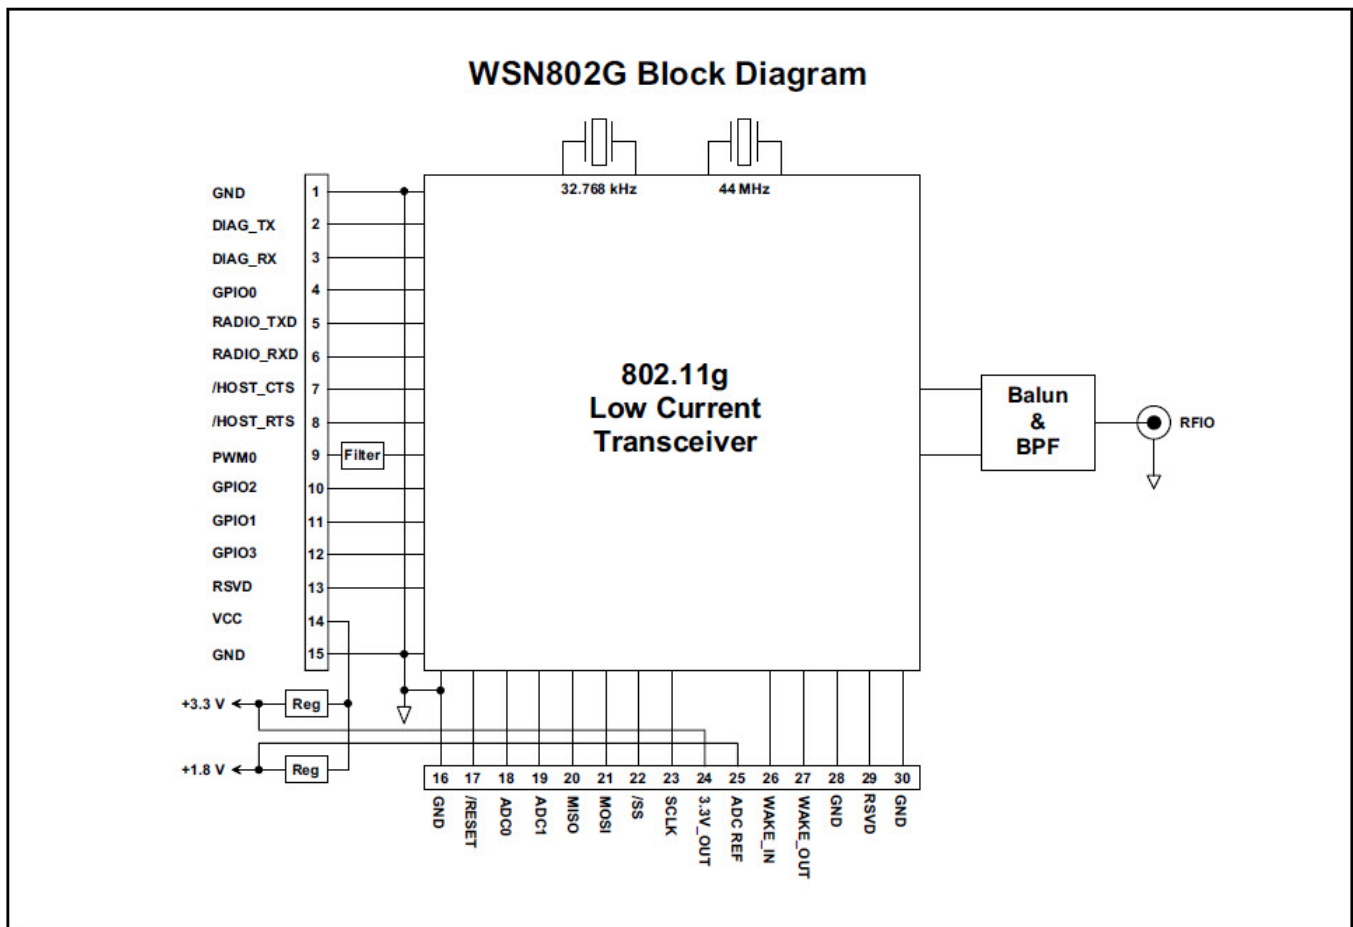 WSN802G Block Diagram
32.768 kHz
44 MHz
GND 1
DIAG_TX 2
DIAG_RX 3
GPIO0 4
RADIO_TXD 5
RADIO_RXD 6
/HOST_CTS 7
/HOST_RTS 8
PWM0 9 Filter
GPIO2 10
GPIO1 11
GPIO3 12
RSVD 13
VCC 14
GND 15
802.11g
Low Current
Transceiver
Balun
&
BPF
RFIO
+3.3 V Reg
+1.8 V Reg
16 17 18 19 20 21 22 23 24 25 26 27 28 29 30
GND
/RESET
ADC0
ADC1
MISO
MOSI
/SS
SCLK
3.3V_OUT
ADC REF
WAKE_IN
WAKE_OUT
GND
RSVD
GND